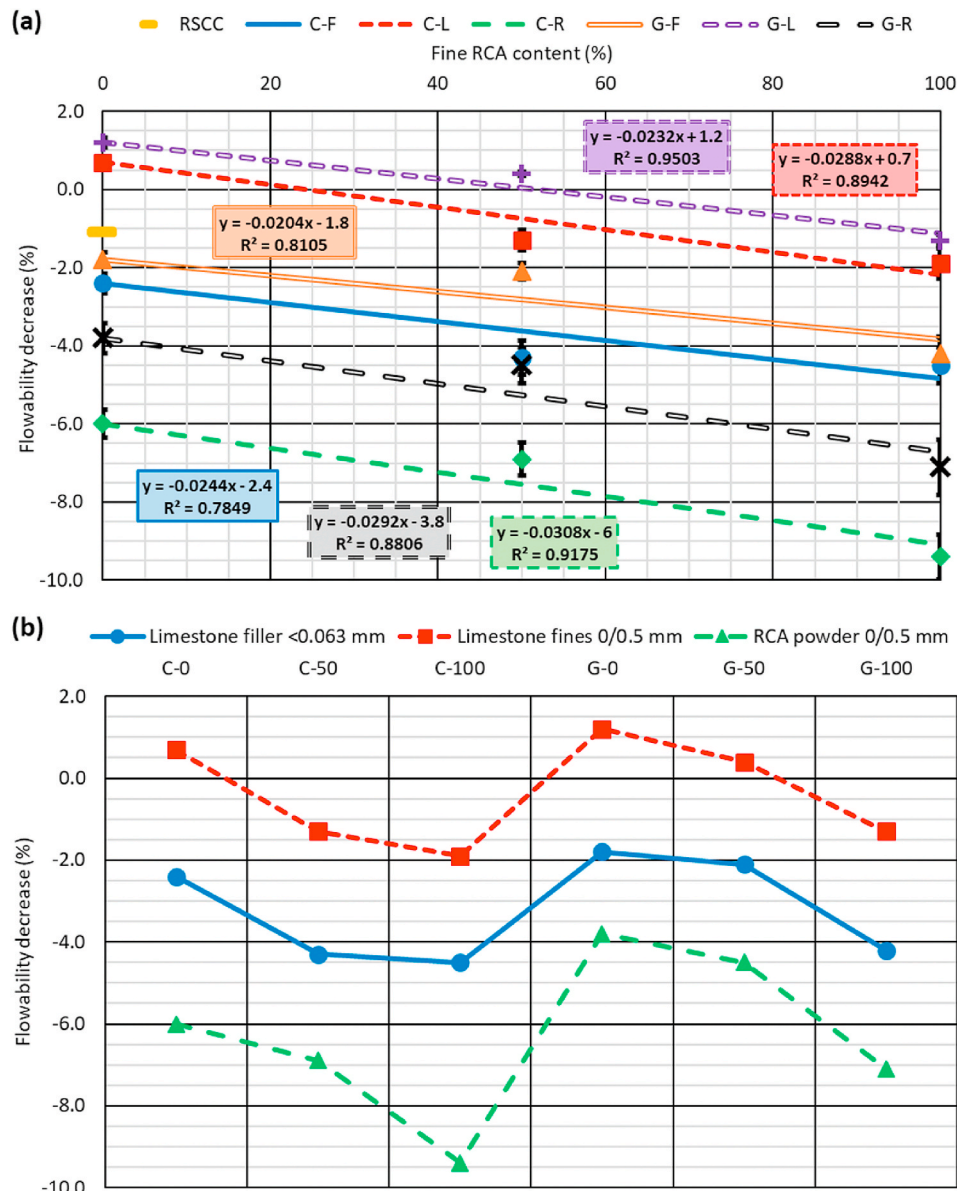 (a)
RSCC C-F C-L C-R G-F G-L G-R
Fine RCA content (%)
0 20 40 60 80 100
2.0
0.0
-2.0
-4.0
-6.0
-8.0
-10.0
Flowability decrease (%)
y = -0.0232x + 1.2
R² = 0.9503
y = -0.0288x + 0.7
R² = 0.8942
y = -0.0204x - 1.8
R² = 0.8105
y = -0.0244x - 2.4
R² = 0.7849
y = -0.0292x - 3.8
R² = 0.8806
y = -0.0308x - 6
R² = 0.9175
(b)
Limestone filler <0.063 mm Limestone fines 0/0.5 mm RCA powder 0/0.5 mm
C-0 C-50 C-100 G-0 G-50 G-100
2.0
0.0
-2.0
-4.0
-6.0
-8.0
-10.0
Flowability decrease (%)